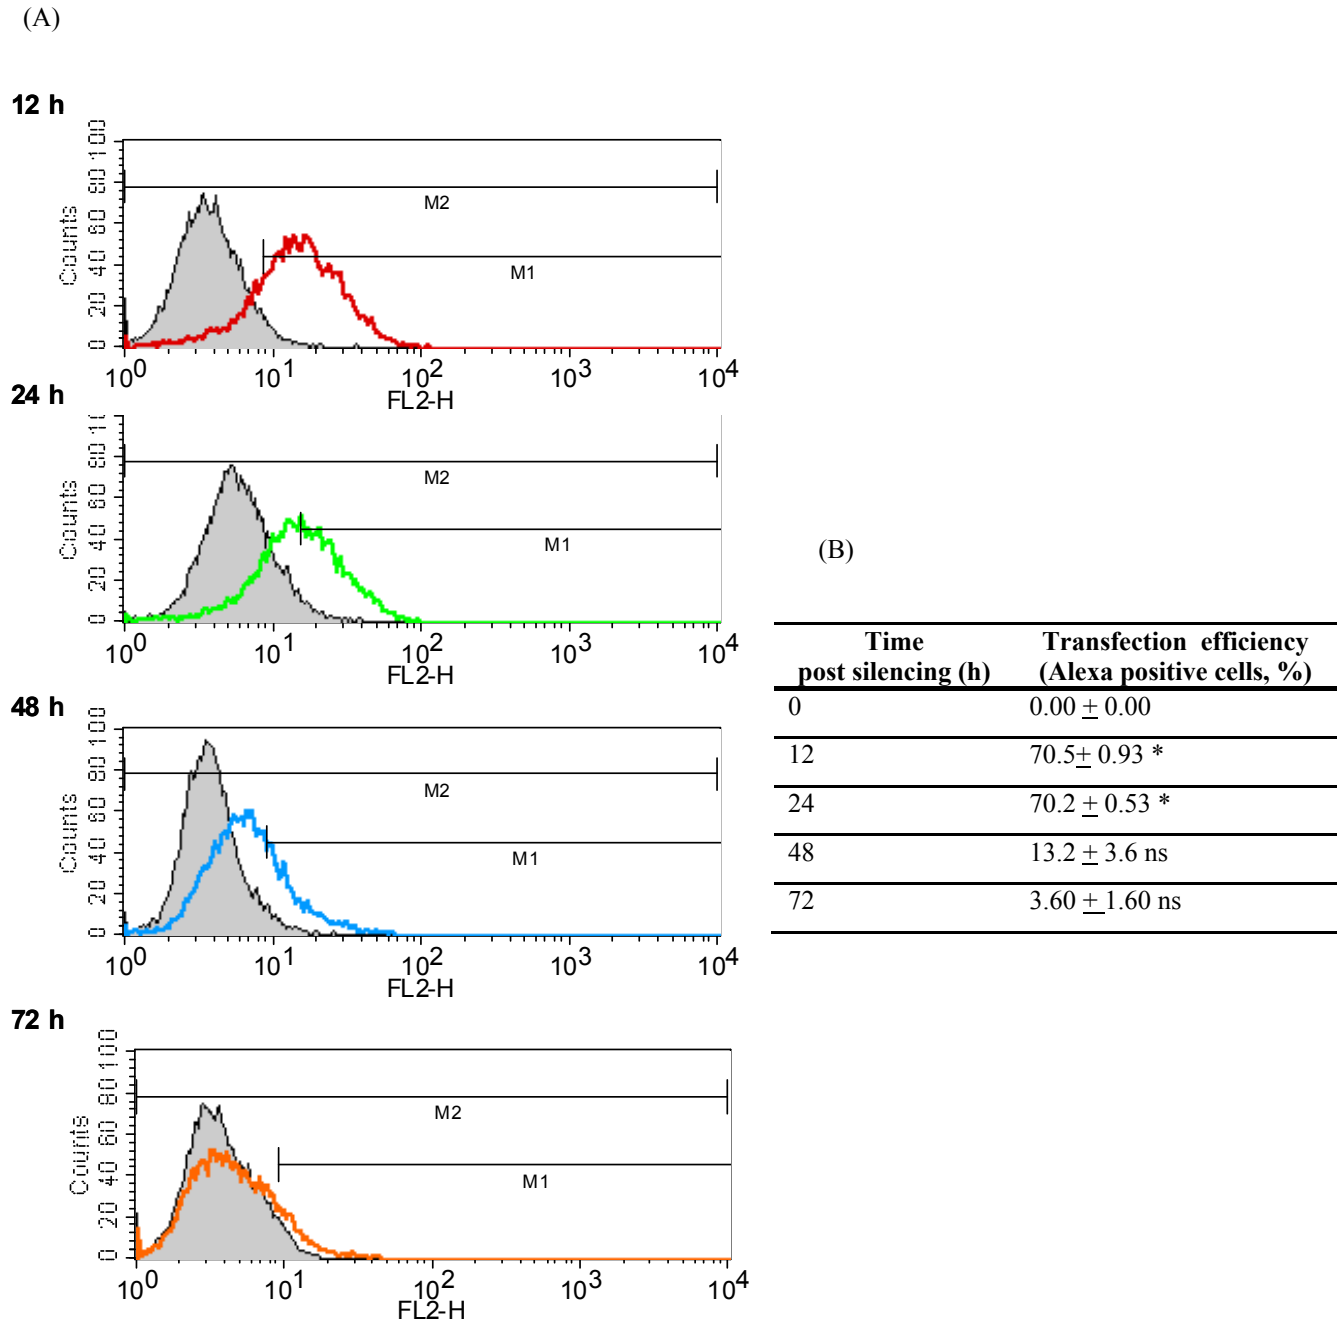 (A)
12 h
100
80
60
40
20
0
Counts
M2
M1
10^0 10^1 10^2 10^3 10^4
FL2-H
24 h
10
80
60
40
20
0
Counts
M2
M1
10^0 10^1 10^2 10^3 10^4
FL2-H
48 h
100
80
60
40
20
0
Counts
M2
M1
10^0 10^1 10^2 10^3 10^4
FL2-H
72 h
100
80
60
40
20
0
Counts
M2
M1
10^0 10^1 10^2 10^3 10^4
FL2-H
(B)
Time Transfection efficiency
post silencing (h) (Alexa positive cells, %)
0 0.00 ± 0.00
12 70.5± 0.93 *
24 70.2 ± 0.53 *
48 13.2 ± 3.6 ns
72 3.60 ± 1.60 ns